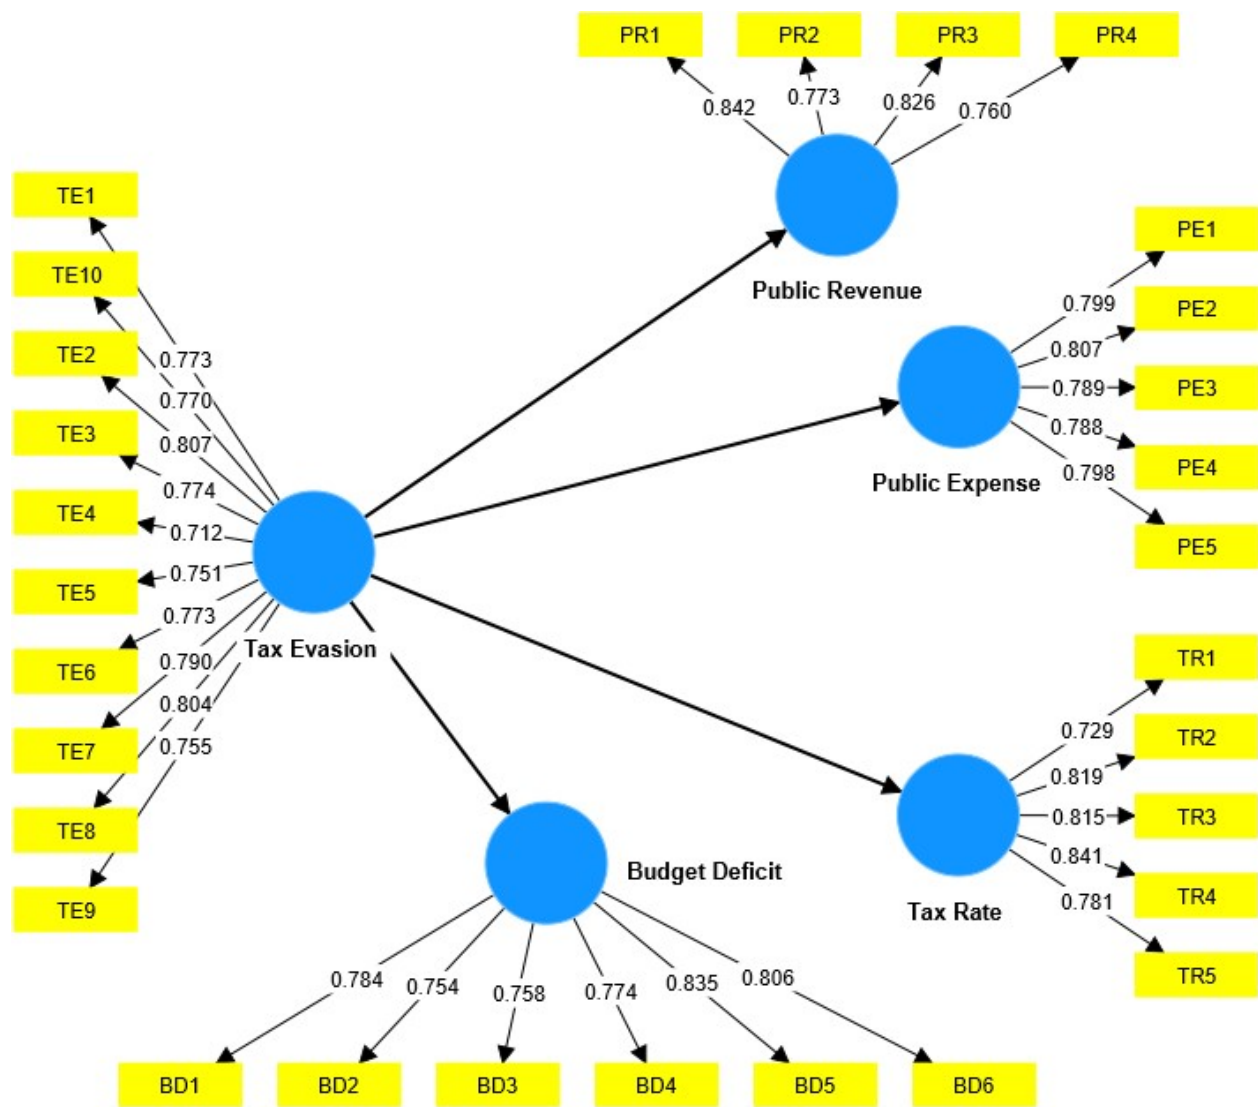 PR1 PR2 PR3 PR4
0.842 0.773 0.826 0.760
Public Revenue
TE1
TE10
TE2
TE3
TE4
TE5
TE6
TE7
TE8
TE9
0.773
0.770
0.807
0.774
0.712
0.751
0.773
0.790
0.804
0.755
Tax Evasion
PE1
PE2
PE3
PE4
PE5
0.799
0.807
0.789
0.788
0.798
Public Expense
TR1
TR2
TR3
TR4
TR5
0.729
0.819
0.815
0.841
0.781
Tax Rate
Budget Deficit
0.784 0.754 0.758 0.774 0.835 0.806
BD1 BD2 BD3 BD4 BD5 BD6